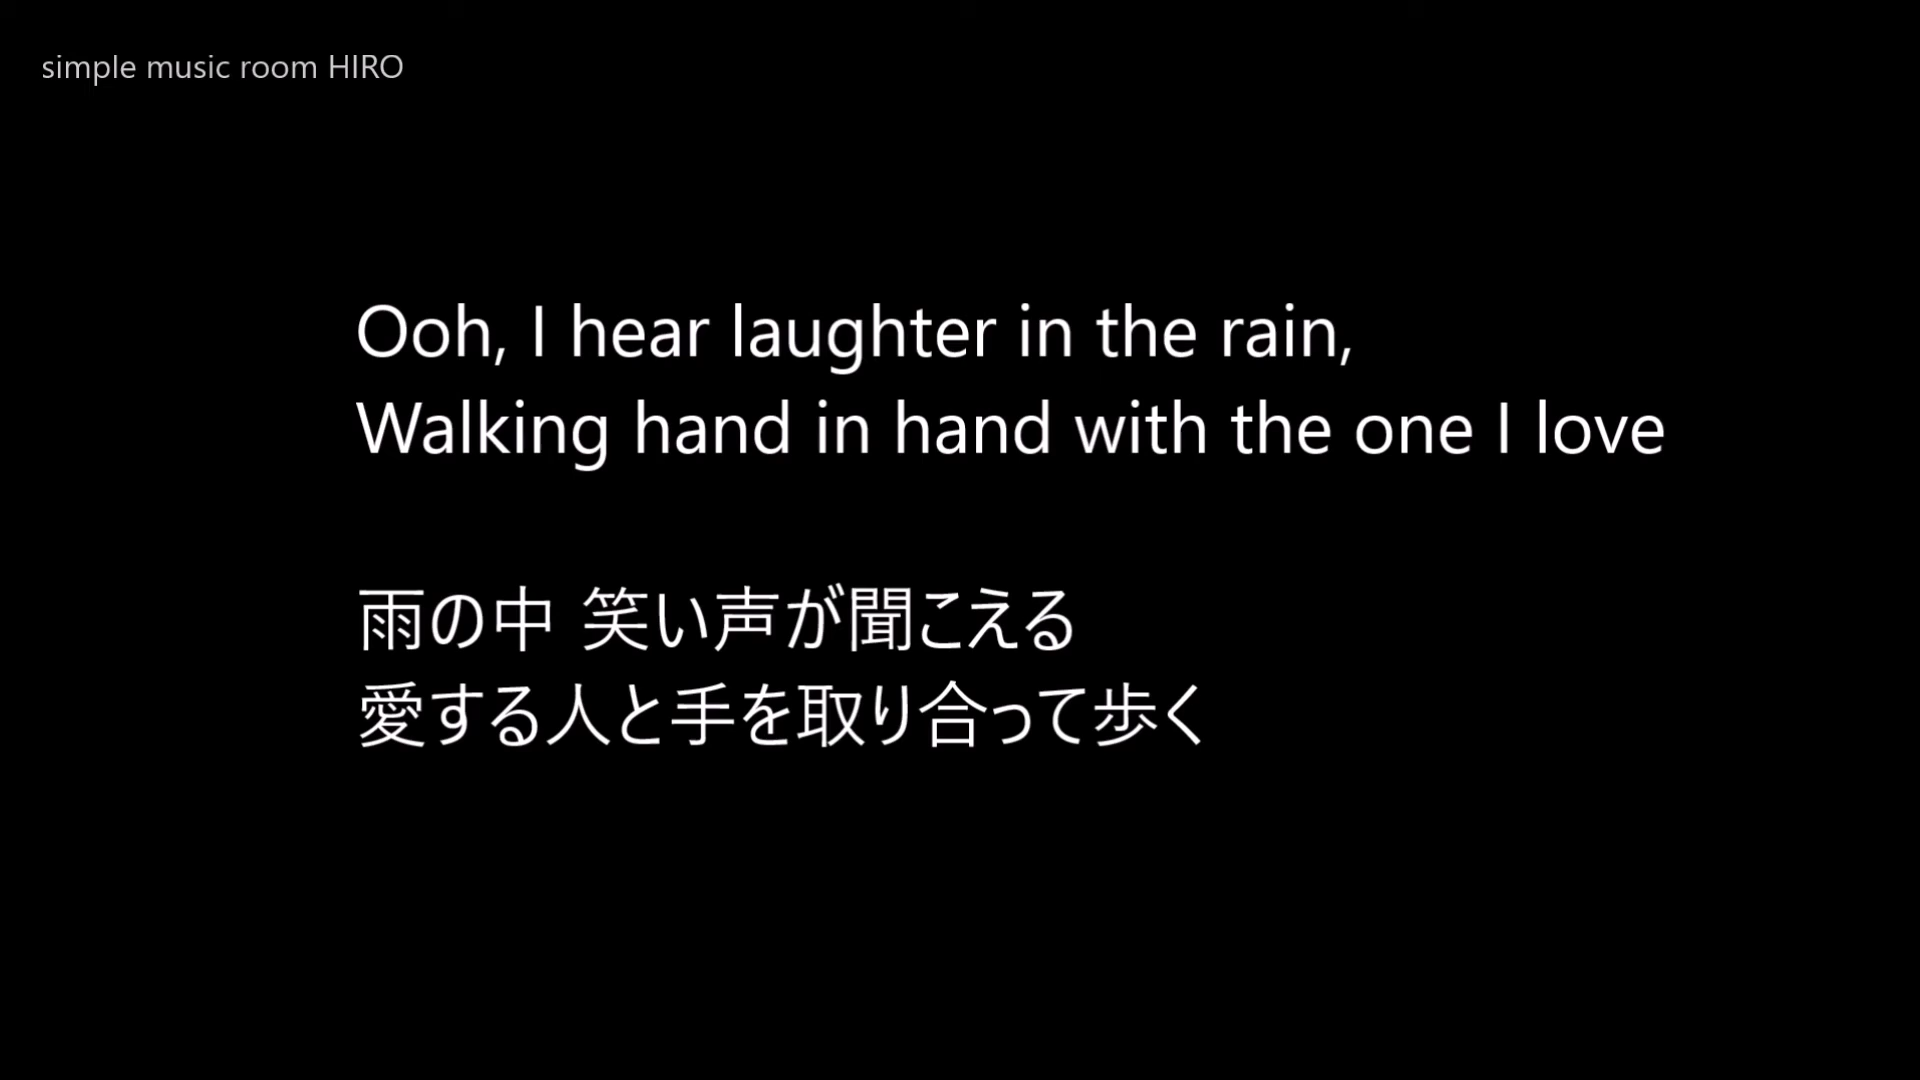 simple music room HIRO
Ooh, I hear laughter in the rain,
Walking hand in hand with the one I love
雨の中 笑い声が聞こえる
愛する人と手を取り合って歩く